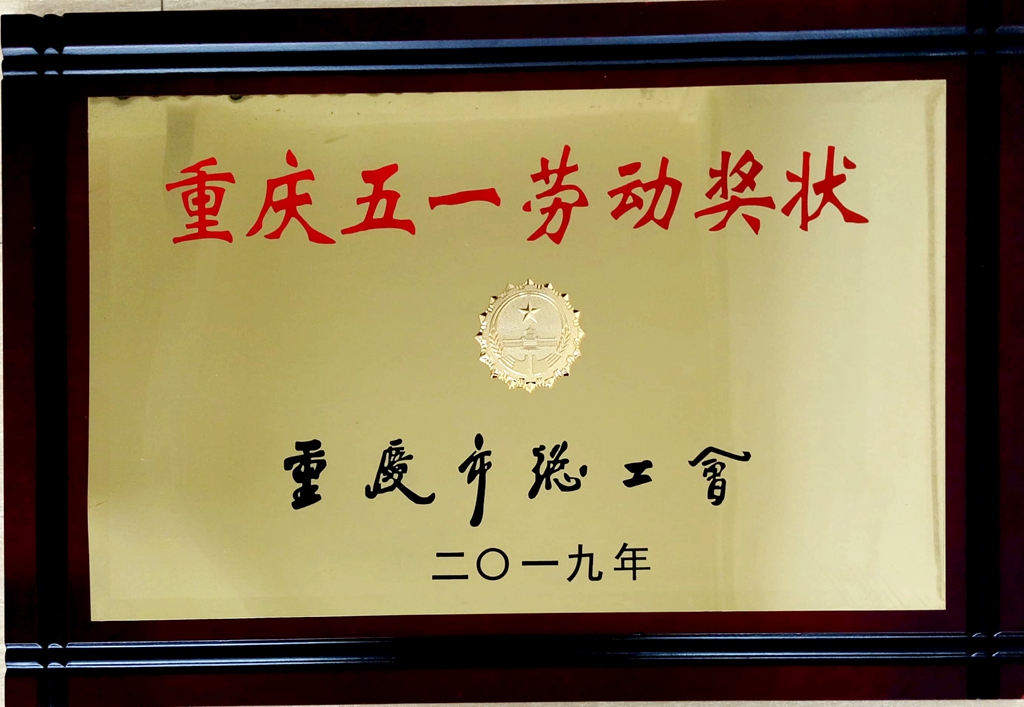 重庆五一劳动奖状
重慶市總工會
二〇一九年